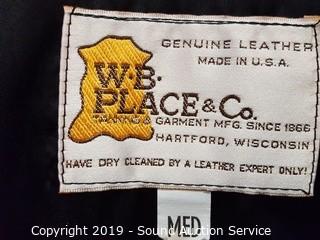 GENUINE LEATHER
MADE IN U.S.A.
W.B.
PLACE & Co.
TANNING & GARMENT MFG. SINCE 1866
HARTFORD, WISCONSIN
HAVE DRY CLEANED BY A LEATHER EXPERT ONLY!
MED
Copyright 2019 - Sound Auction Service